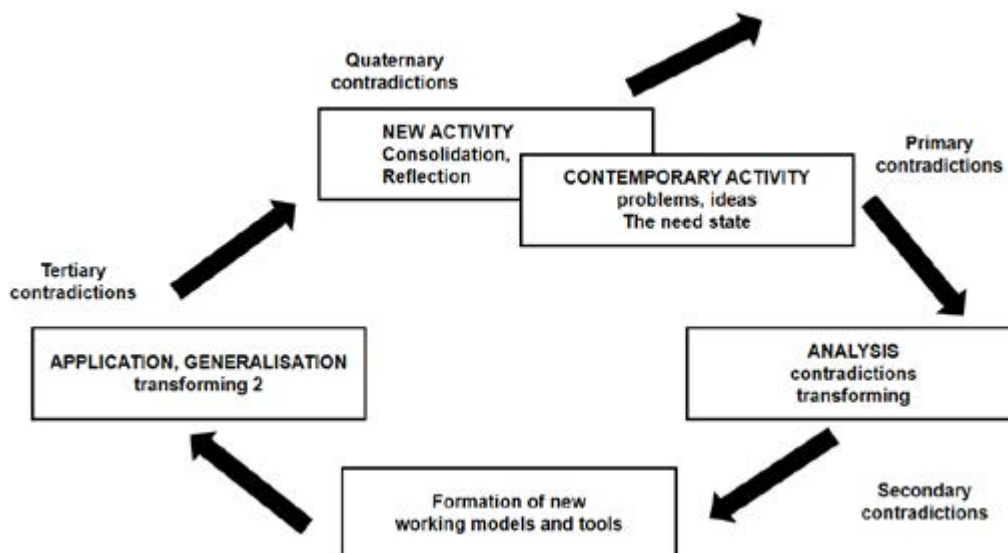 Quaternary
contradictions
NEW ACTIVITY
Consolidation,
Reflection
CONTEMPORARY ACTIVITY
problems, ideas
The need state
Primary
contradictions
ANALYSIS
contradictions
transforming
Secondary
contradictions
Formation of new
working models and tools
APPLICATION, GENERALISATION
transforming 2
Tertiary
contradictions